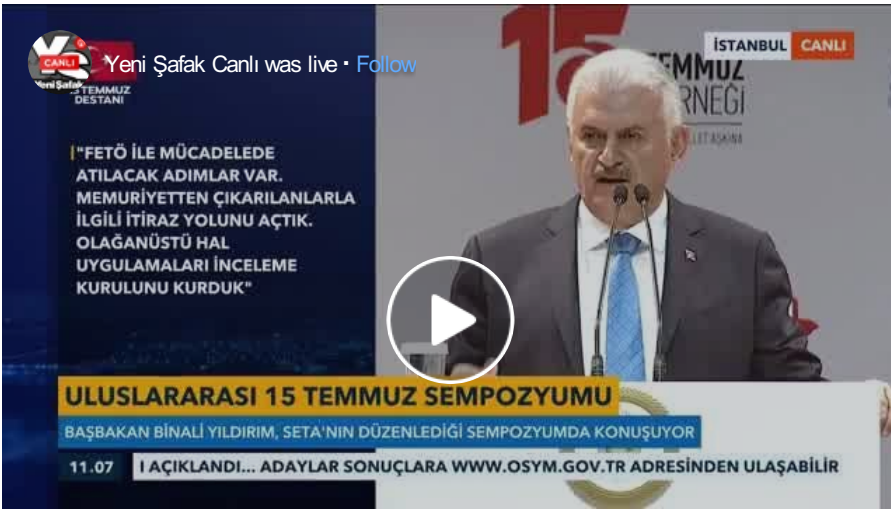 Yeni Şafak Canlı was live · Follow
CANLI
Yeni Şafak
15 TEMMUZ
DESTANI
İSTANBUL CANLI
15
TEMMUZ
"FETÖ İLE MÜCADELEDE
ATILACAK ADIMLAR VAR.
MEMURİYETTEN ÇIKARILANLARLA
İLGİLİ İTİRAZ YOLUNU AÇTIK.
OLAĞANÜSTÜ HAL
UYGULAMALARI İNCELEME
KURULUNU KURDUK"
ULUSLARARASI 15 TEMMUZ SEMPOZYUMU
BAŞBAKAN BİNALİ YILDIRIM, SETA'NIN DÜZENLEDİĞİ SEMPOZYUMDA KONUŞUYOR
11.07 I AÇIKLANDI... ADAYLAR SONUÇLARA WWW.OSYM.GOV.TR ADRESİNDEN ULAŞABİLİR